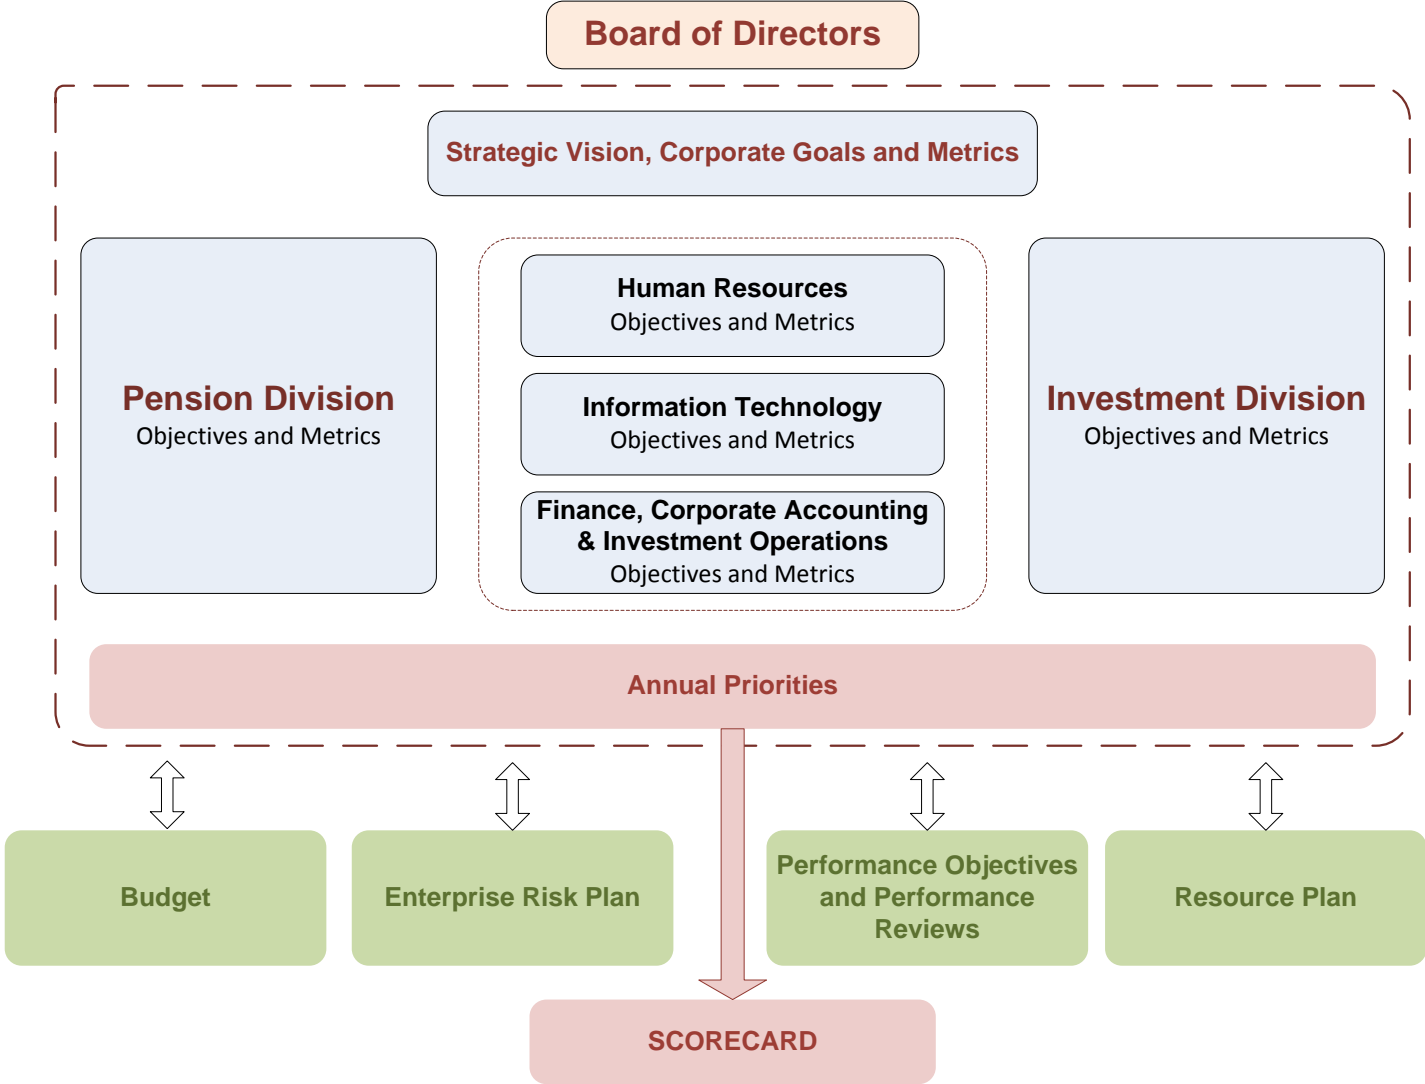 Board of Directors
Strategic Vision, Corporate Goals and Metrics
Pension Division
Objectives and Metrics
Human Resources
Objectives and Metrics
Information Technology
Objectives and Metrics
Finance, Corporate Accounting
& Investment Operations
Objectives and Metrics
Investment Division
Objectives and Metrics
Annual Priorities
Budget
Enterprise Risk Plan
Performance Objectives
and Performance
Reviews
Resource Plan
SCORECARD